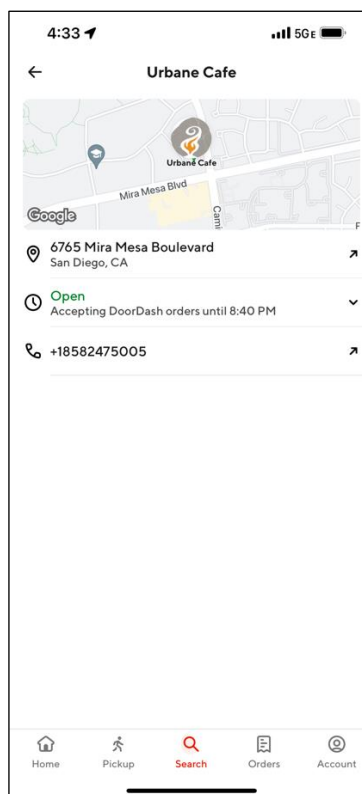 4:33
5GE
Urbane Cafe
Urbane Cafe
Mira Mesa Blvd
Cami
Google
F
6765 Mira Mesa Boulevard
San Diego, CA
Open
Accepting DoorDash orders until 8:40 PM
+18582475005
Home
Pickup
Search
Orders
Account